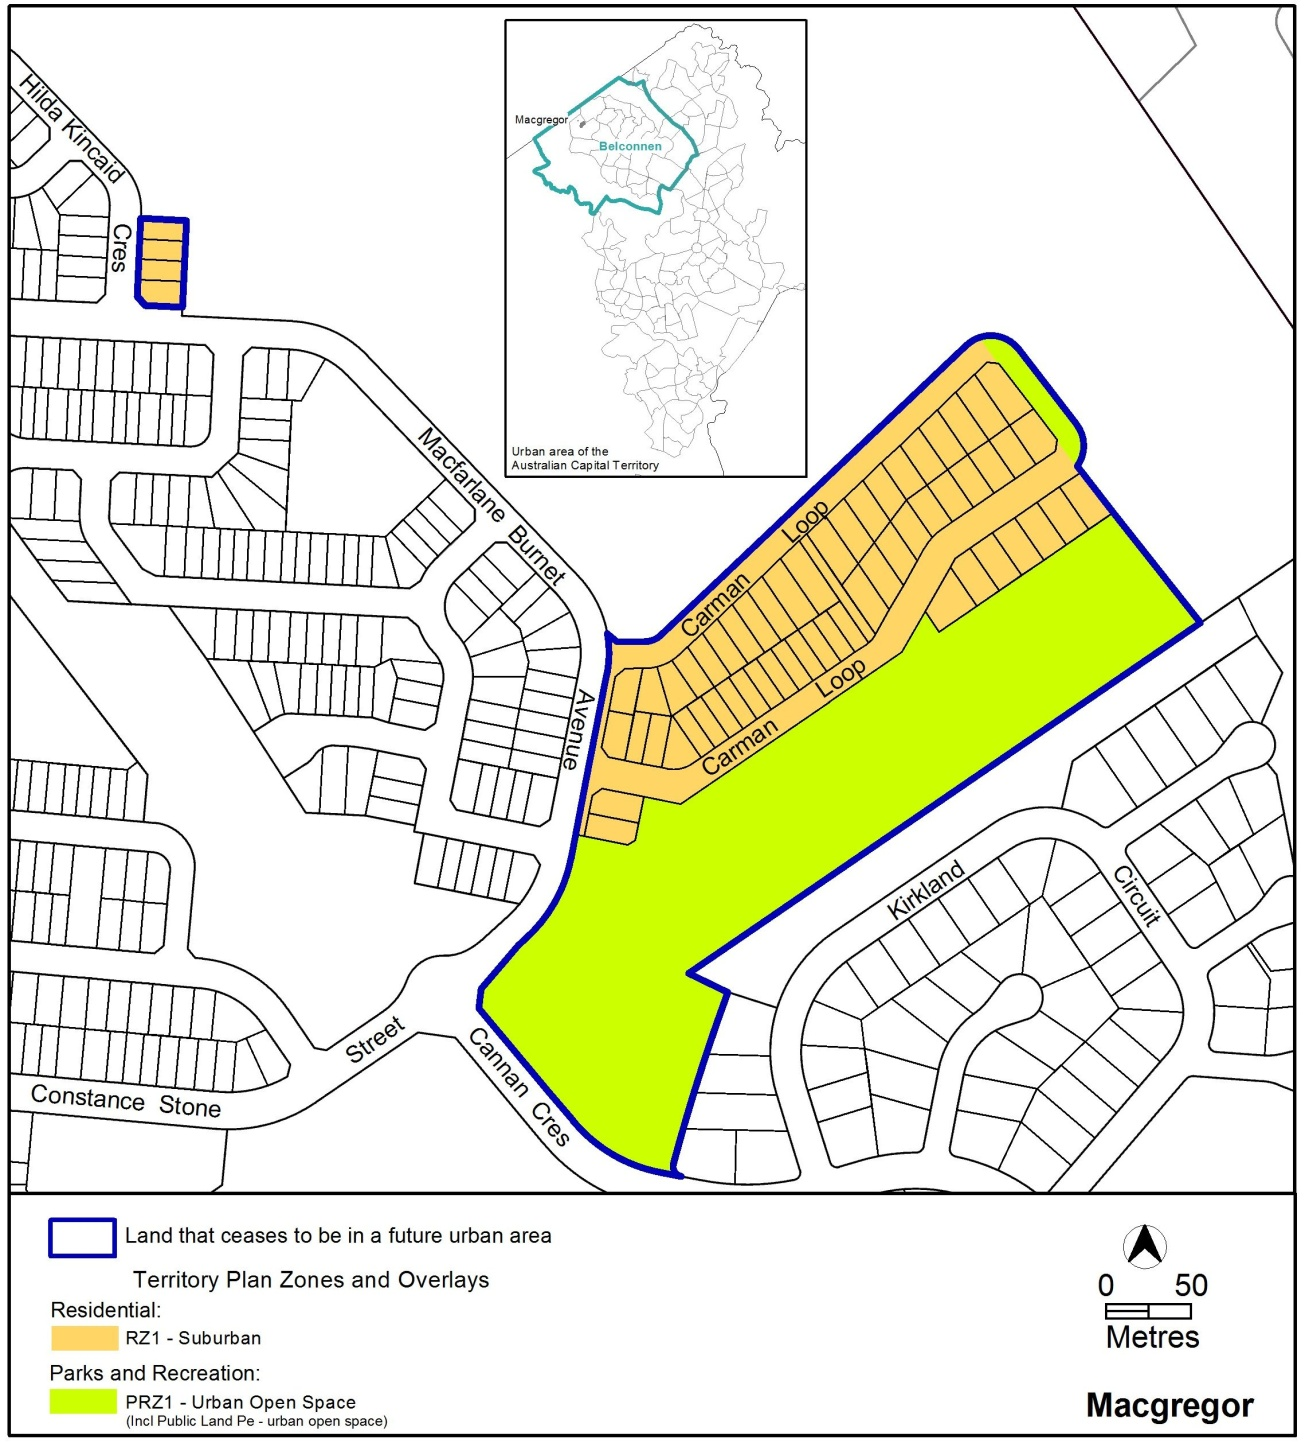 Hilda Kincaid
Cres
Macgregor
Belconnen
Urban area of the
Australian Capital Territory
Macfarlane Burnet
Avenue
Carman Loop
Carman Loop
Kirkland
Circuit
Street
Cannan Cres
Constance Stone
Land that ceases to be in a future urban area
Territory Plan Zones and Overlays
Residential:
RZ1 - Suburban
Parks and Recreation:
PRZ1 - Urban Open Space
(Incl Public Land Pe - urban open space)
0 50
Metres
Macgregor